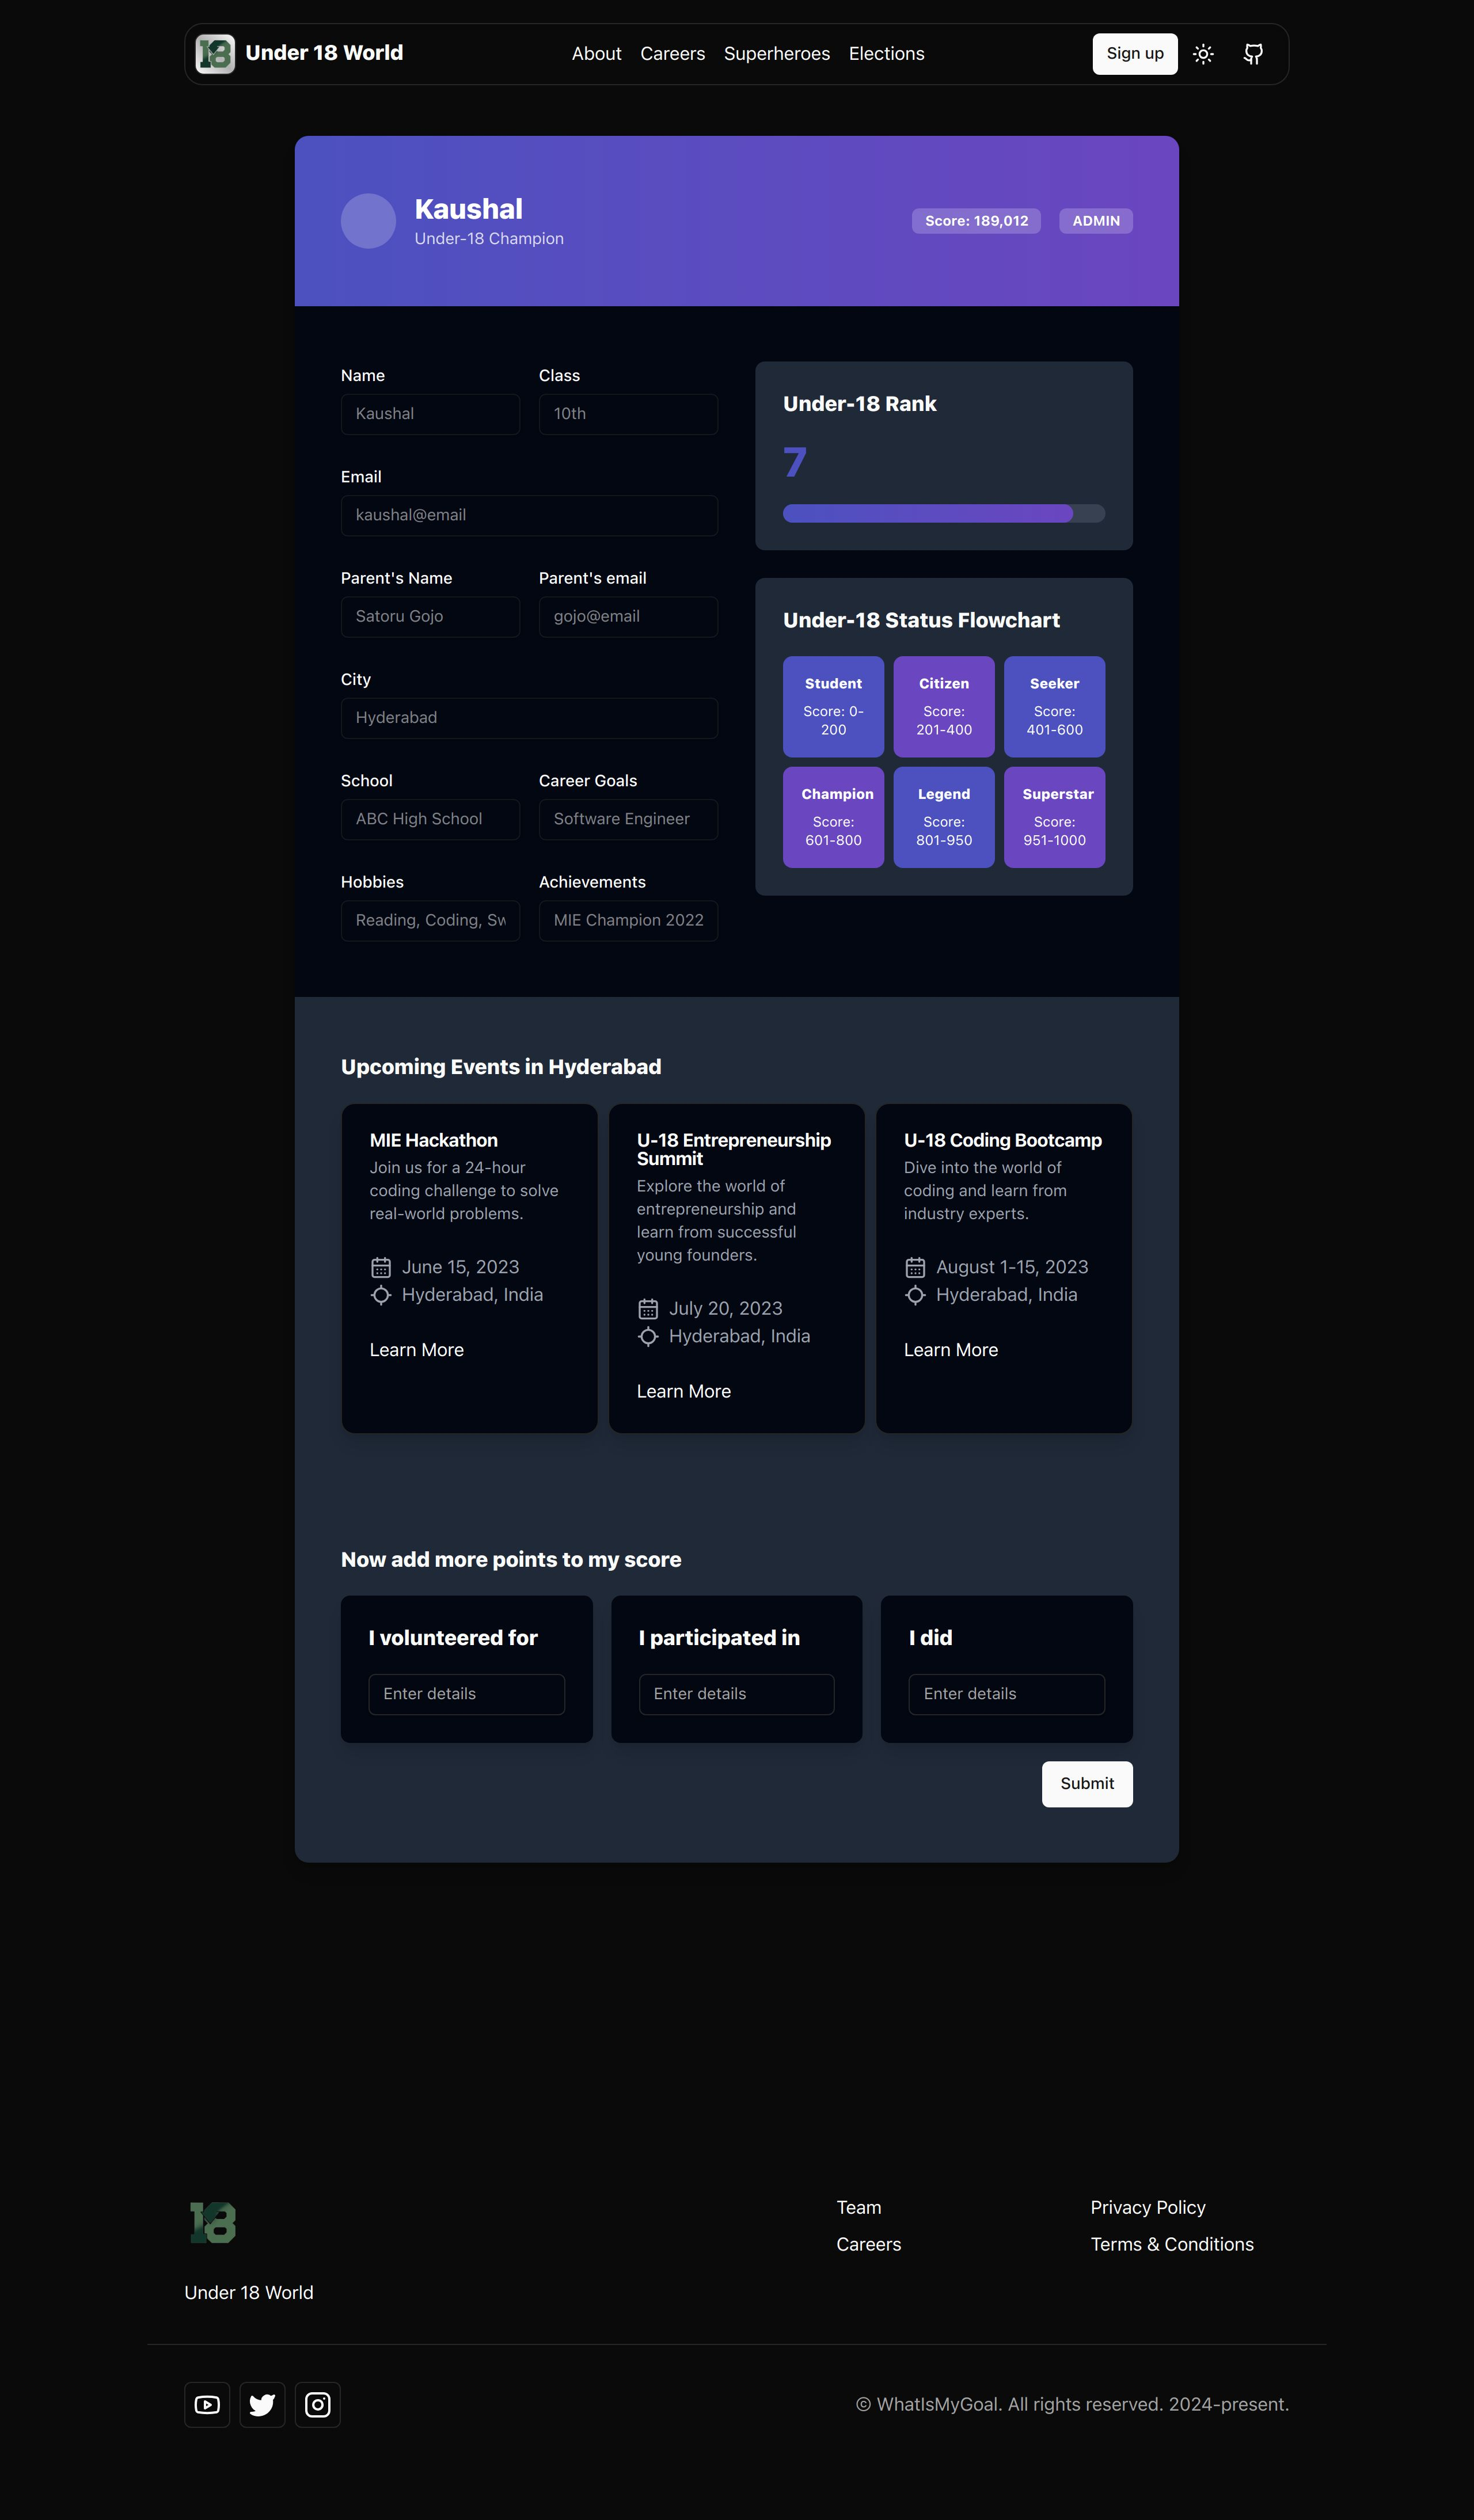 18 Under 18 World
About Careers Superheroes Elections
Sign up
Kaushal
Under-18 Champion
Score: 189,012
ADMIN
Name
Kaushal
Class
10th
Email
kaushal@email
Parent's Name
Satoru Gojo
Parent's email
gojo@email
City
Hyderabad
School
ABC High School
Career Goals
Software Engineer
Hobbies
Reading, Coding, Sw
Achievements
MIE Champion 2022
Under-18 Rank
7
Under-18 Status Flowchart
Student
Score: 0-
200
Citizen
Score:
201-400
Seeker
Score:
401-600
Champion
Score:
601-800
Legend
Score:
801-950
Superstar
Score:
951-1000
Upcoming Events in Hyderabad
MIE Hackathon
Join us for a 24-hour
coding challenge to solve
real-world problems.
June 15, 2023
Hyderabad, India
Learn More
U-18 Entrepreneurship
Summit
Explore the world of
entrepreneurship and
learn from successful
young founders.
July 20, 2023
Hyderabad, India
Learn More
U-18 Coding Bootcamp
Dive into the world of
coding and learn from
industry experts.
August 1-15, 2023
Hyderabad, India
Learn More
Now add more points to my score
I volunteered for
Enter details
I participated in
Enter details
I did
Enter details
Submit
18
Under 18 World
Team
Careers
Privacy Policy
Terms & Conditions
© WhatIsMyGoal. All rights reserved. 2024-present.